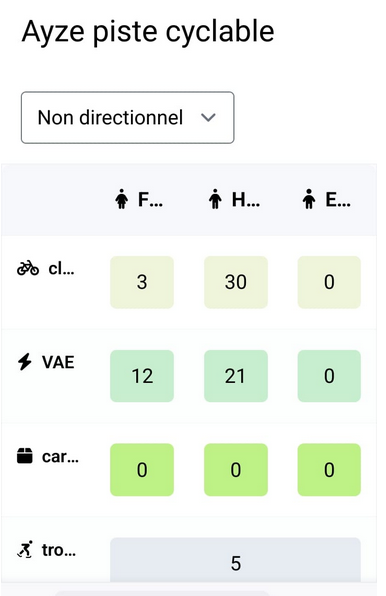 Ayze piste cyclable
Non directionnel
F... H... E...
cl... 3 30 0
VAE 12 21 0
car... 0 0 0
tro... 5